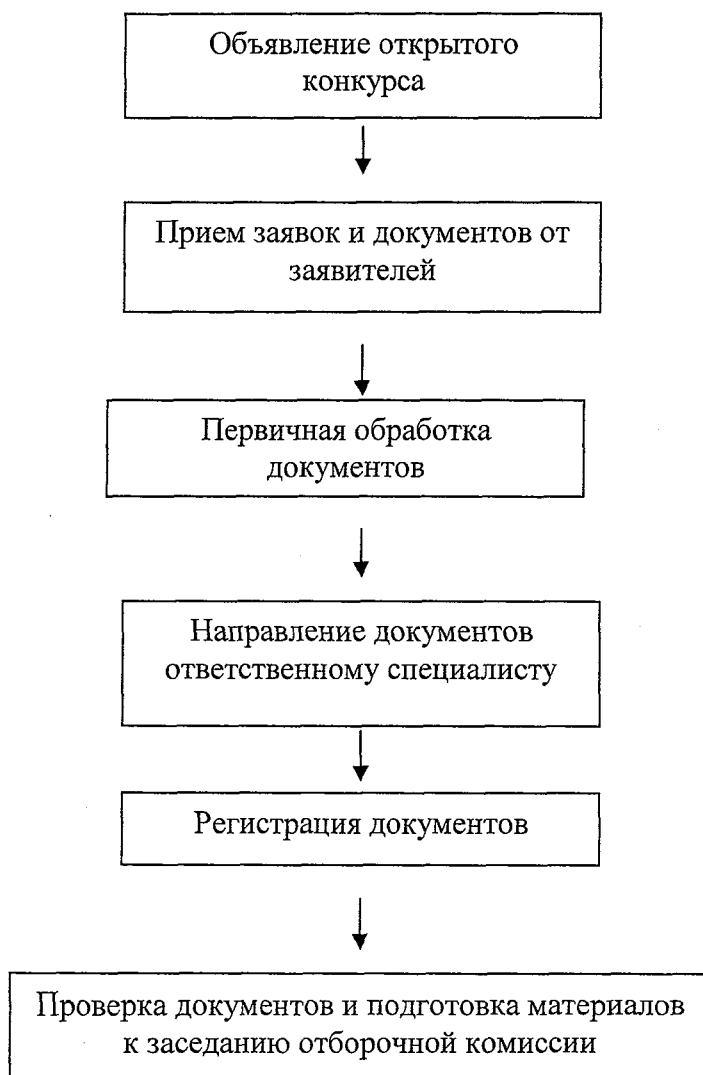 Объявление открытого
конкурса
Прием заявок и документов от
заявителей
Первичная обработка
документов
Направление документов
ответственному специалисту
Регистрация документов
Проверка документов и подготовка материалов
к заседанию отборочной комиссии